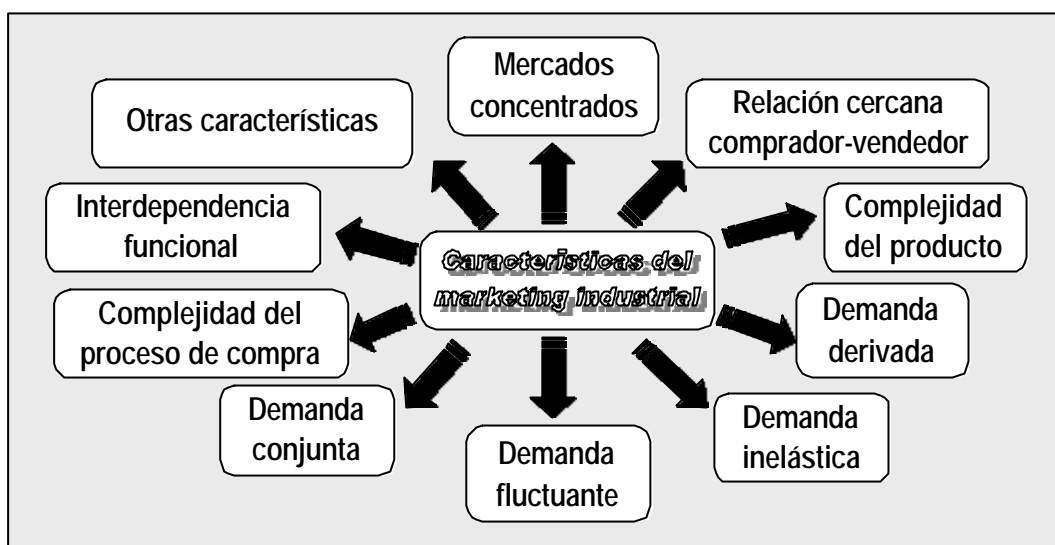 Mercados
concentrados
Relación cercana
comprador-vendedor
Otras características
Interdependencia
funcional
Complejidad
del producto
Características del
marketing industrial
Complejidad del
proceso de compra
Demanda
derivada
Demanda
conjunta
Demanda
fluctuante
Demanda
inelástica